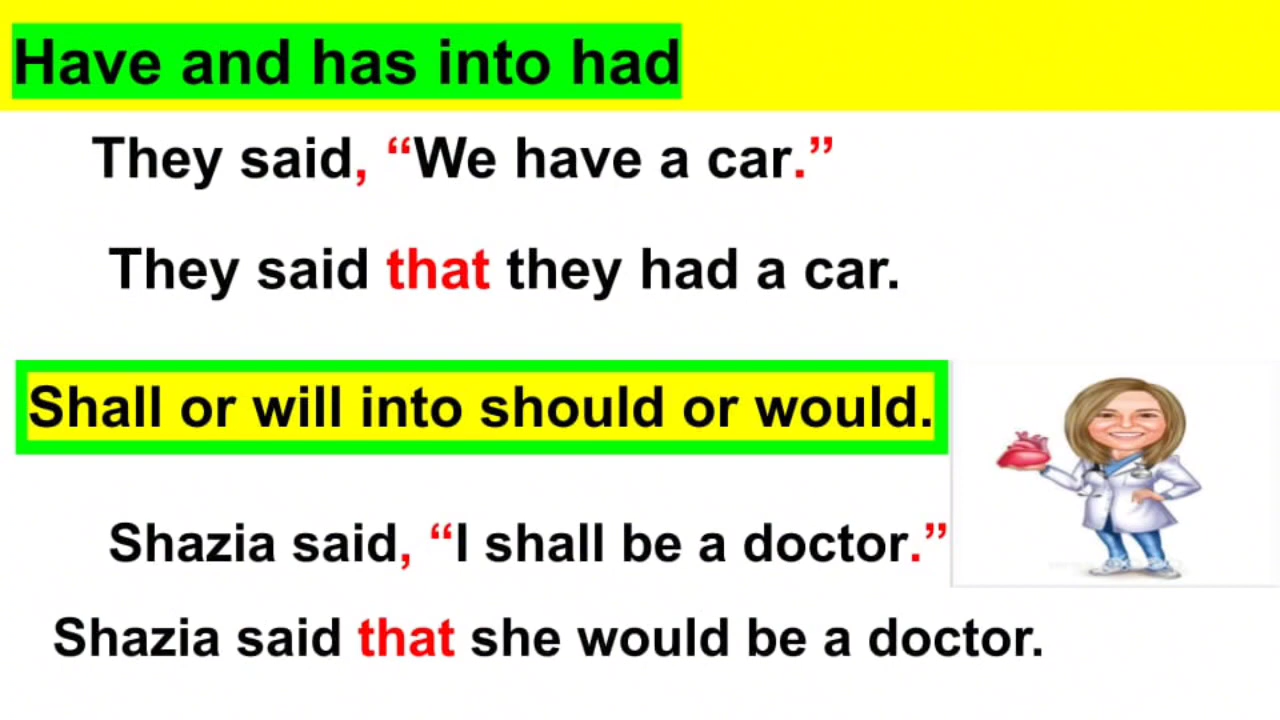 Have and has into had
They said, “We have a car.”
They said that they had a car.
Shall or will into should or would.
Shazia said, “I shall be a doctor.”
Shazia said that she would be a doctor.